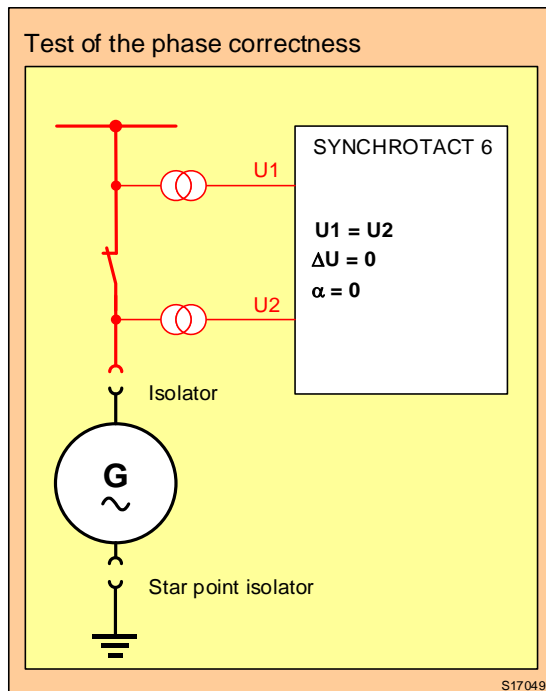 Test of the phase correctness
SYNCHROTACT 6
U1
U1 = U2
ΔU = 0
α = 0
U2
Isolator
G
~
Star point isolator
S17049